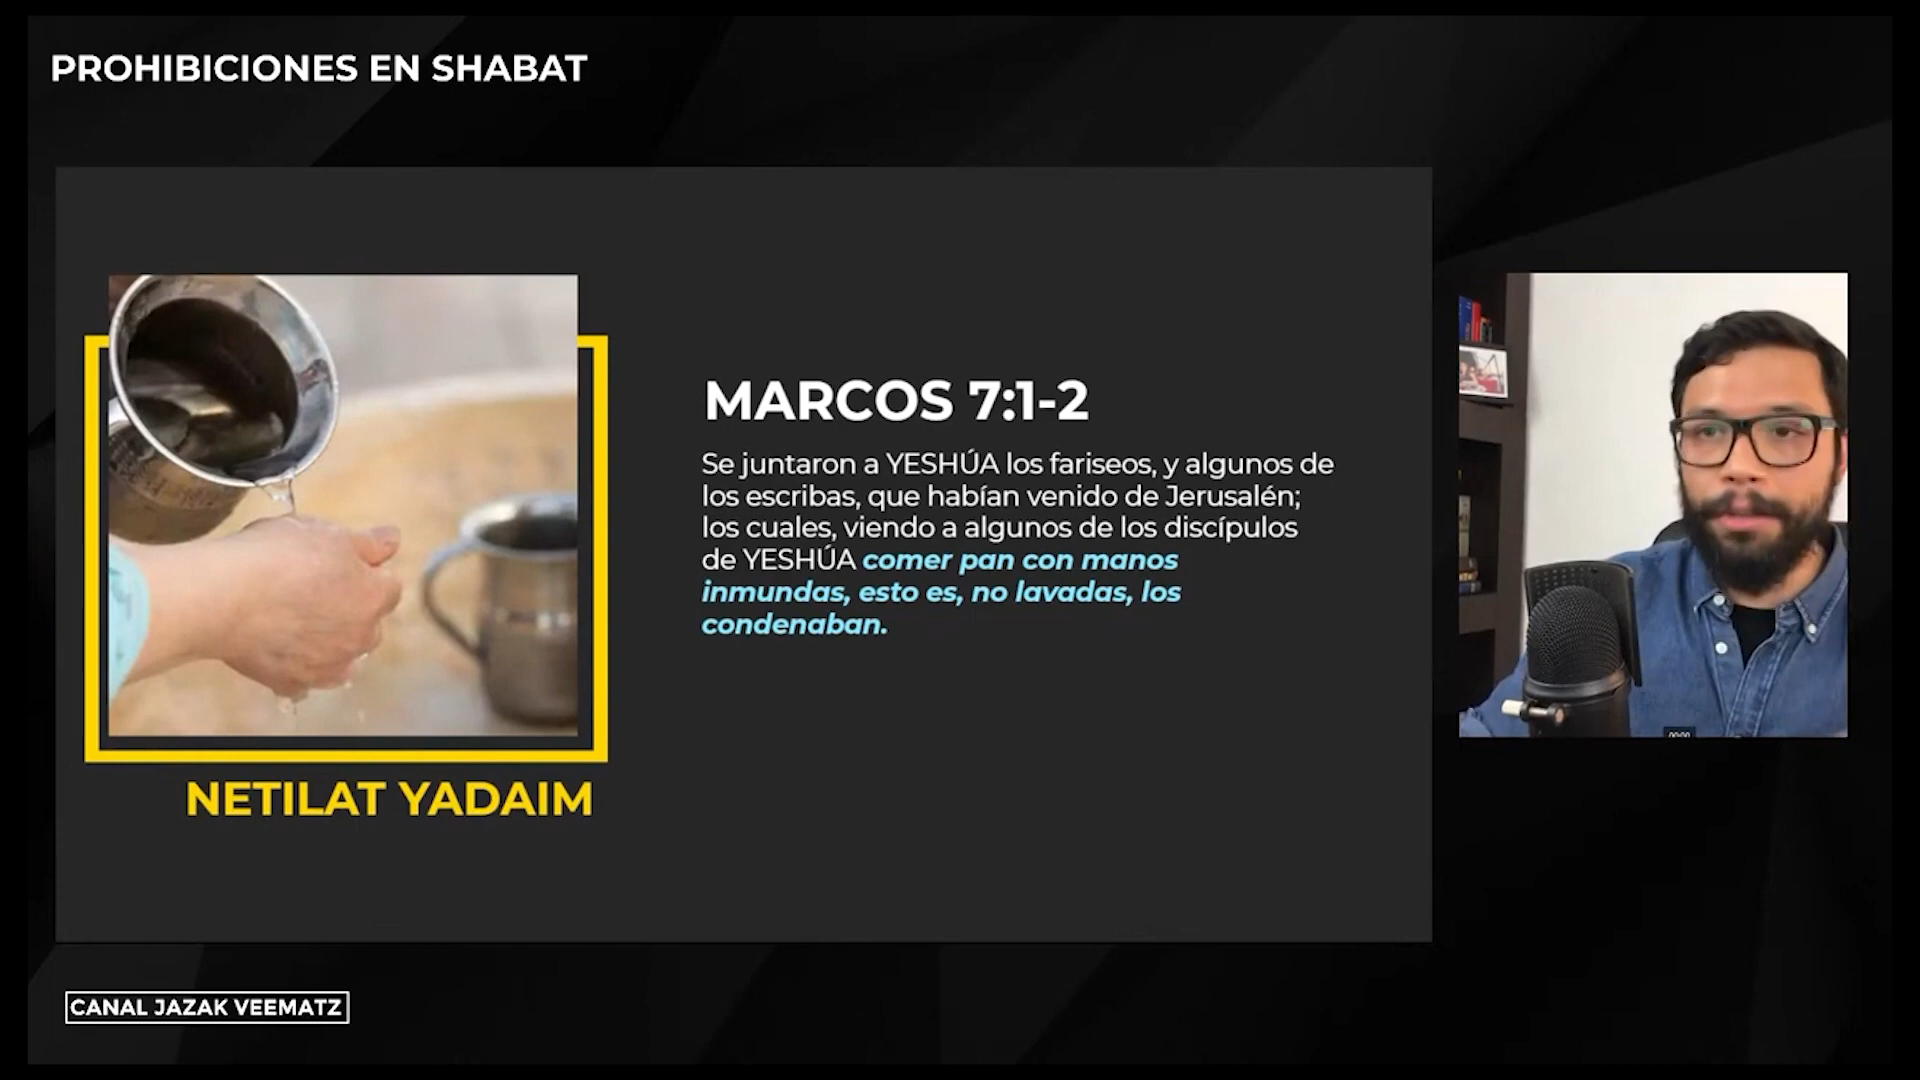 PROHIBICIONES EN SHABAT
MARCOS 7:1-2
Se juntaron a YESHÚA los fariseos, y algunos de
los escribas, que habían venido de Jerusalén;
los cuales, viendo a algunos de los discípulos
de YESHÚA comer pan con manos
inmundas, esto es, no lavadas, los
condenaban.
NETILAT YADAIM
CANAL JAZAK VEEMATZ